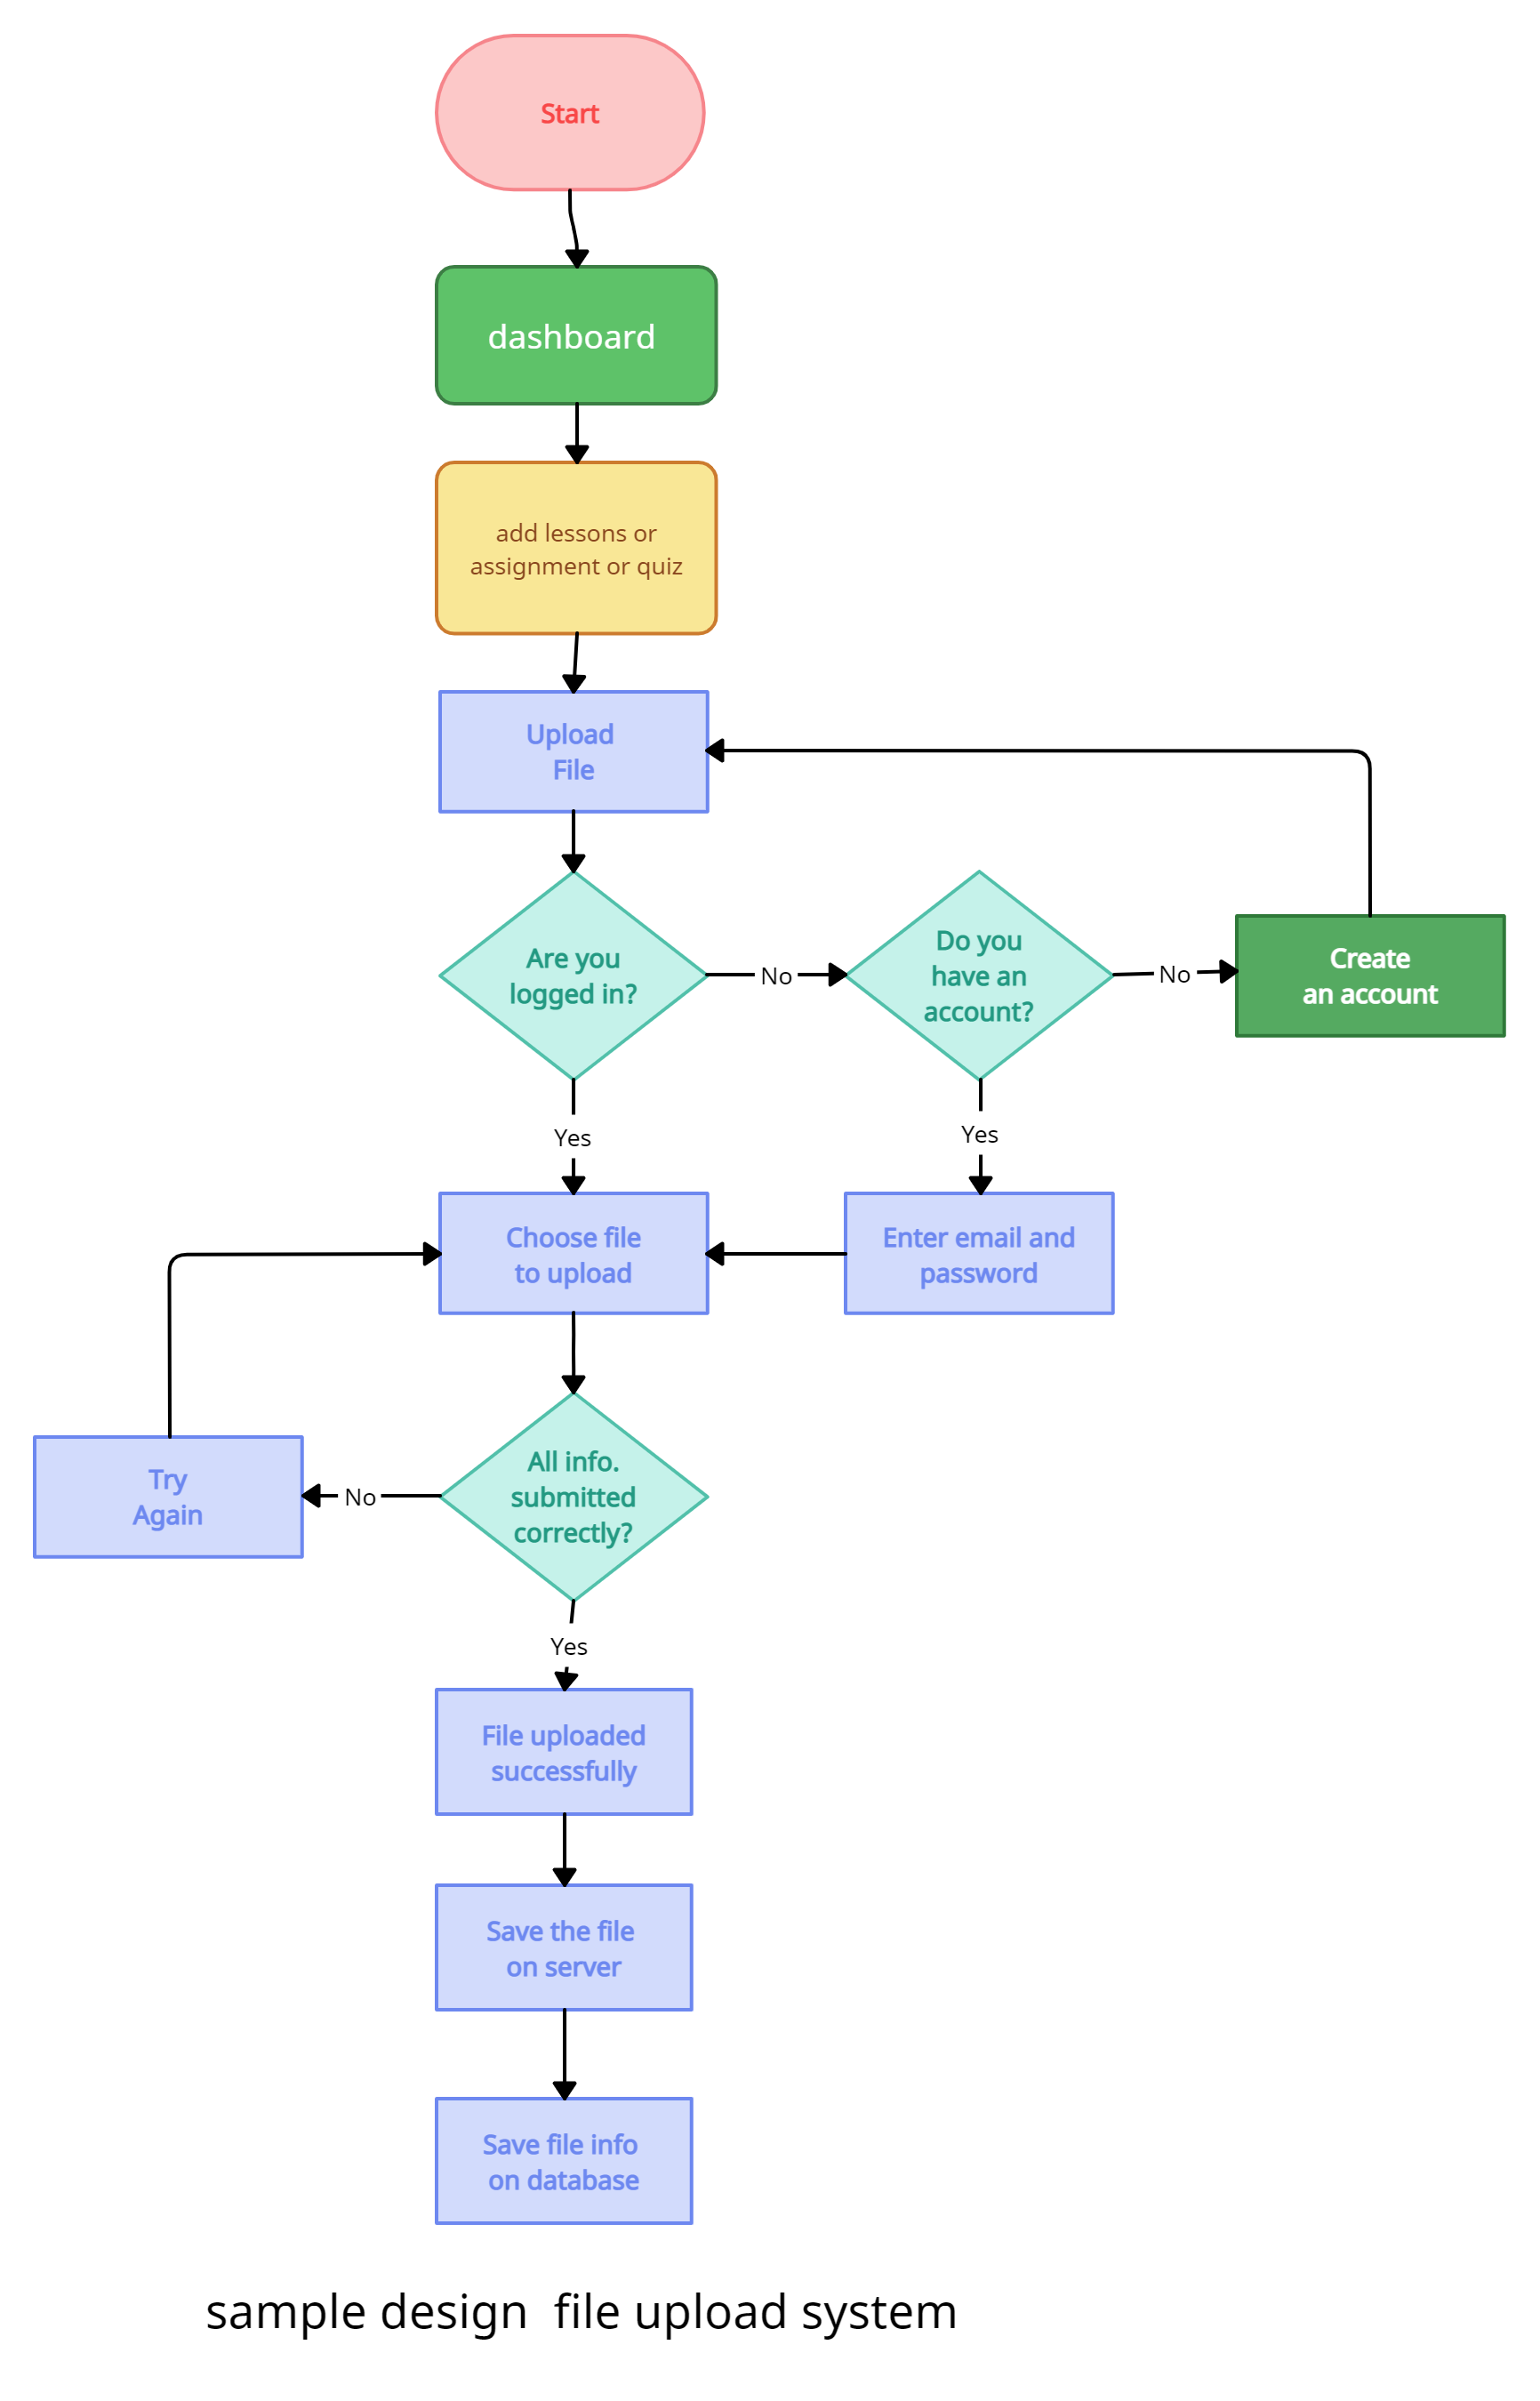 Start
dashboard
add lessons or
assignment or quiz
Upload
File
Are you
logged in?
No
Do you
have an
account?
No
Create
an account
Yes
Yes
Choose file
to upload
Enter email and
password
All info.
submitted
correctly?
No
Try
Again
Yes
File uploaded
successfully
Save the file
on server
Save file info
on database
sample design  file upload system